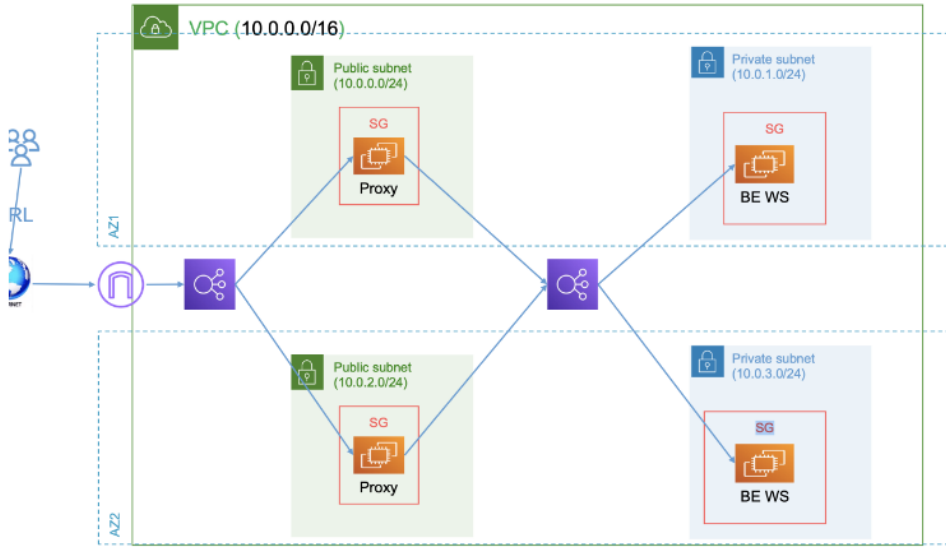 VPC (10.0.0.0/16)
Public subnet
(10.0.0.0/24)
SG
Proxy
Private subnet
(10.0.1.0/24)
SG
BE WS
RL
AZ1
Public subnet
(10.0.2.0/24)
SG
Proxy
Private subnet
(10.0.3.0/24)
SG
BE WS
AZ2